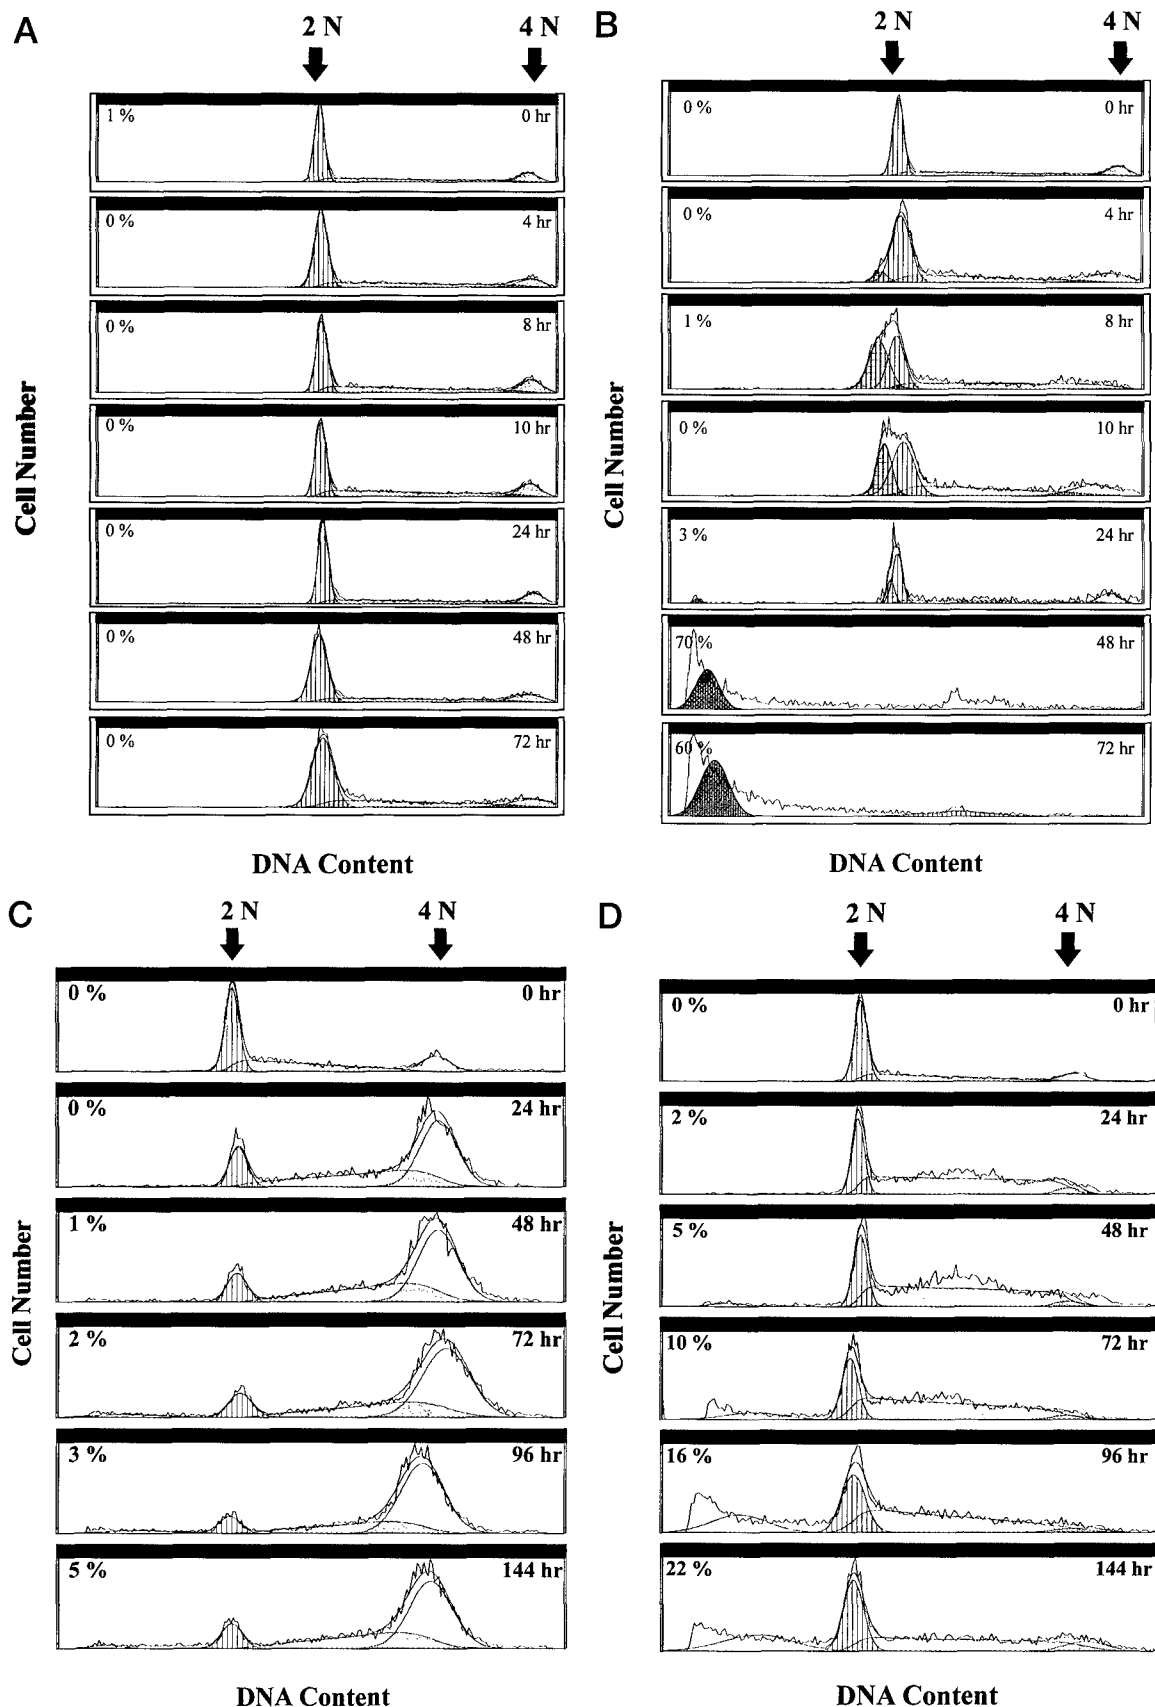 A
2 N
4 N
1 %
0 hr
0 %
4 hr
0 %
8 hr
0 %
10 hr
0 %
24 hr
0 %
48 hr
0 %
72 hr
Cell Number
DNA Content
B
2 N
4 N
0 %
0 hr
0 %
4 hr
1 %
8 hr
0 %
10 hr
3 %
24 hr
70 %
48 hr
60 %
72 hr
Cell Number
DNA Content
C
2 N
4 N
0 %
0 hr
0 %
24 hr
1 %
48 hr
2 %
72 hr
3 %
96 hr
5 %
144 hr
Cell Number
DNA Content
D
2 N
4 N
0 %
0 hr
2 %
24 hr
5 %
48 hr
10 %
72 hr
16 %
96 hr
22 %
144 hr
Cell Number
DNA Content